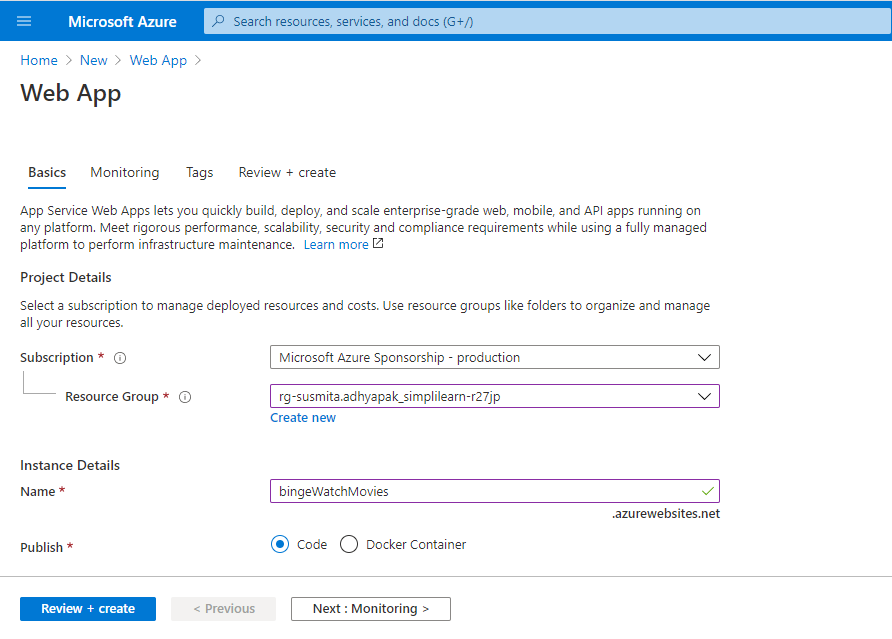 Microsoft Azure
Search resources, services, and docs (G+/)
Home > New > Web App >
Web App
Basics Monitoring Tags Review + create
App Service Web Apps lets you quickly build, deploy, and scale enterprise-grade web, mobile, and API apps running on
any platform. Meet rigorous performance, scalability, security and compliance requirements while using a fully managed
platform to perform infrastructure maintenance. Learn more
Project Details
Select a subscription to manage deployed resources and costs. Use resource groups like folders to organize and manage
all your resources.
Subscription * Microsoft Azure Sponsorship - production
Resource Group * rg-susmita.adhyapak_simplilearn-r27jp
Create new
Instance Details
Name * bingeWatchMovies
.azurewebsites.net
Publish * Code Docker Container
Review + create < Previous Next : Monitoring >